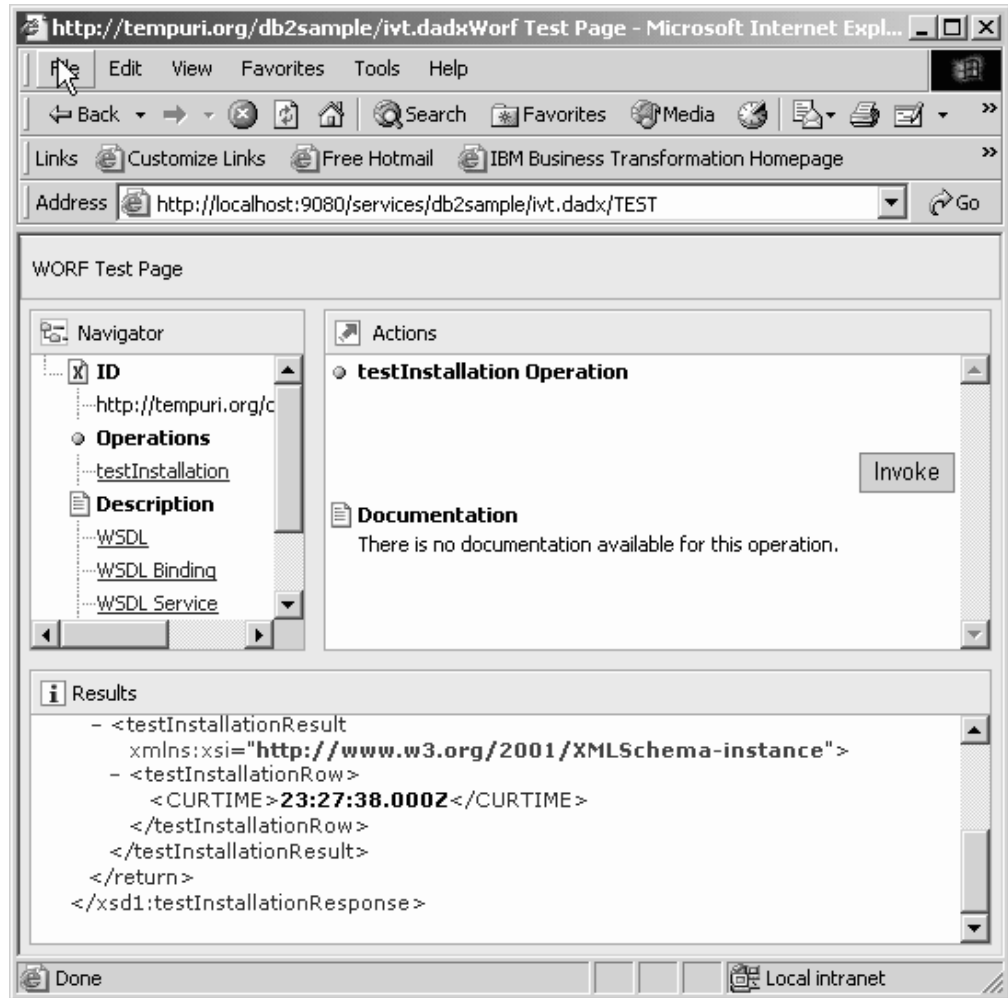 http://tempuri.org/db2sample/ivt.dadxWorf Test Page - Microsoft Internet Expl...
File Edit View Favorites Tools Help
Back Search Favorites Media »
Links Customize Links Free Hotmail IBM Business Transformation Homepage »
Address http://localhost:9080/services/db2sample/ivt.dadx/TEST Go
WORF Test Page
Navigator
ID
http://tempuri.org/
Operations
testInstallation
Description
WSDL
WSDL Binding
WSDL Service
Actions
testInstallation Operation
Invoke
Documentation
There is no documentation available for this operation.
Results
- <testInstallationResult
xmlns:xsi="http://www.w3.org/2001/XMLSchema-instance">
- <testInstallationRow>
<CURTIME>23:27:38.000Z</CURTIME>
</testInstallationRow>
</testInstallationResult>
</return>
</xsd1:testInstallationResponse>
Done Local intranet